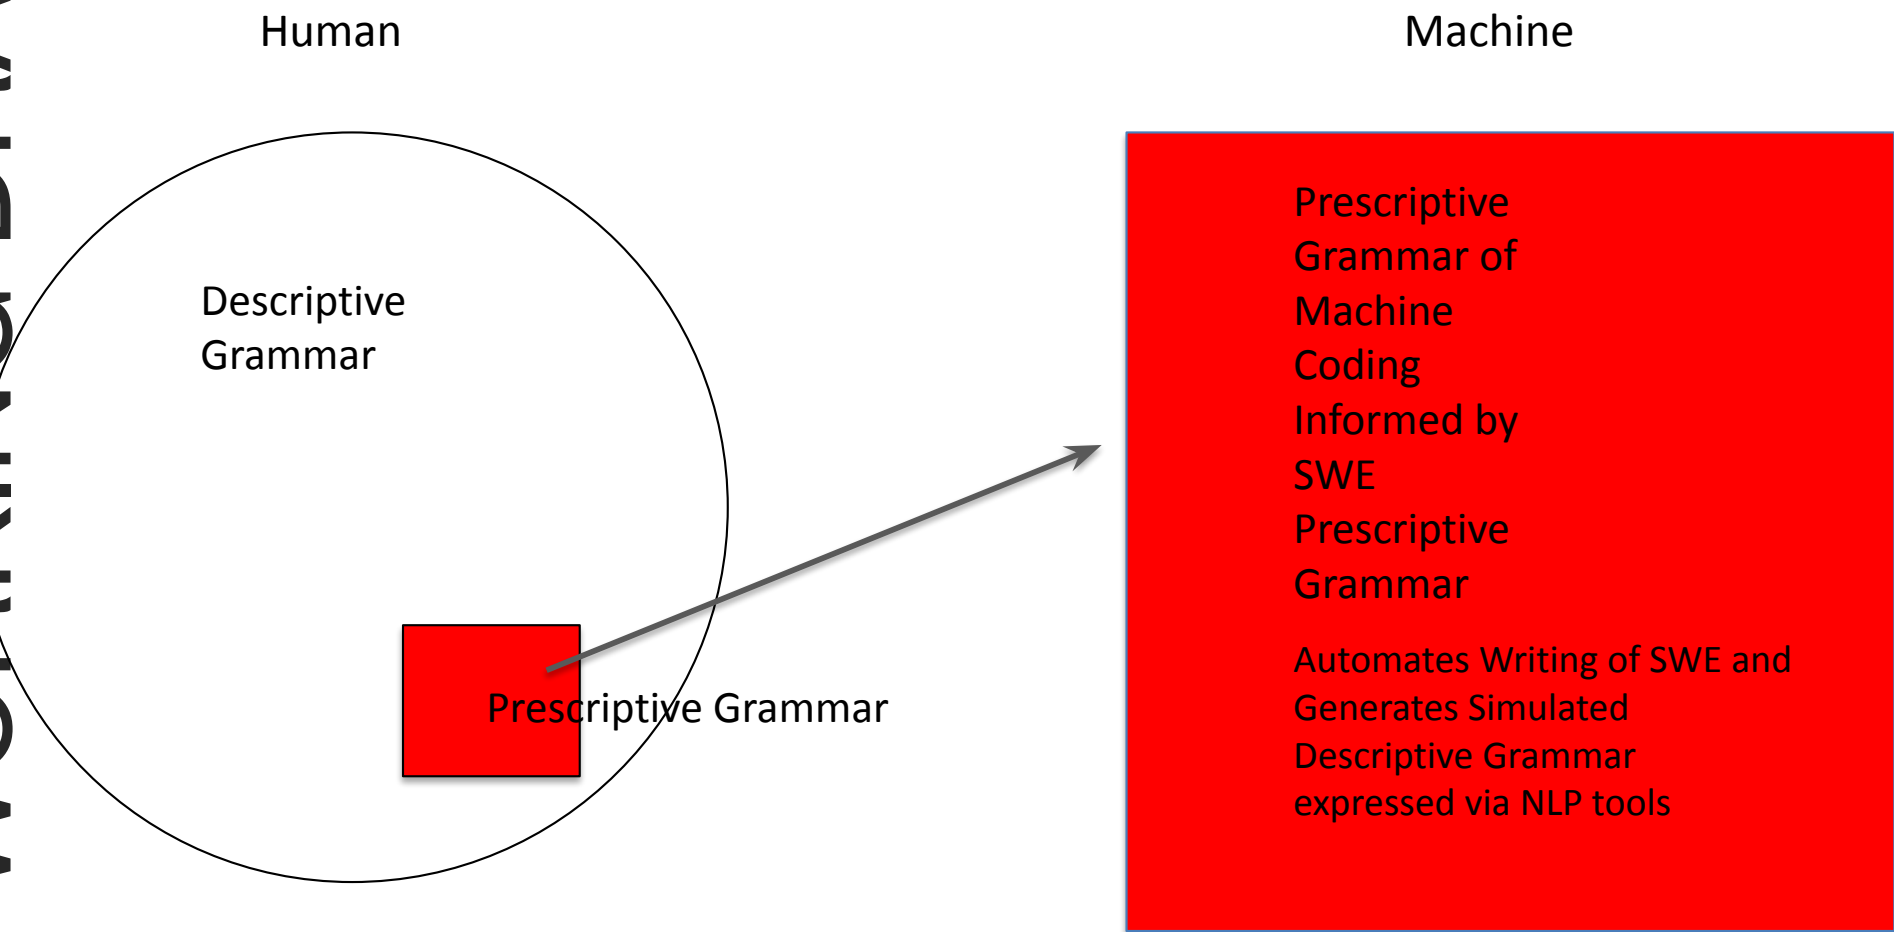 Human
Machine
Descriptive
Grammar
Prescriptive Grammar
Prescriptive
Grammar of
Machine
Coding
Informed by
SWE
Prescriptive
Grammar
Automates Writing of SWE and
Generates Simulated
Descriptive Grammar
expressed via NLP tools